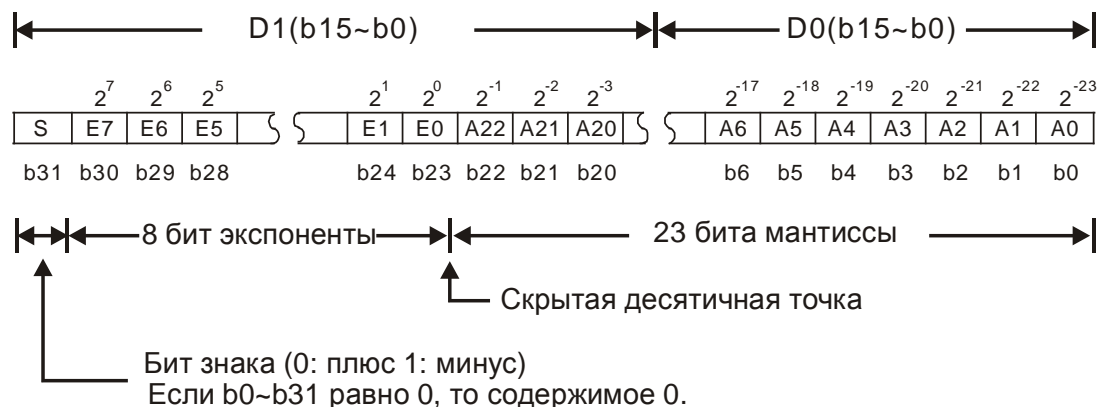 D1(b15~b0) D0(b15~b0)
2^7 2^6 2^5 2^1 2^0 2^-1 2^-2 2^-3 2^-17 2^-18 2^-19 2^-20 2^-21 2^-22 2^-23
S E7 E6 E5 E1 E0 A22 A21 A20 A6 A5 A4 A3 A2 A1 A0
b31 b30 b29 b28 b24 b23 b22 b21 b20 b6 b5 b4 b3 b2 b1 b0
8 бит экспоненты 23 бита мантиссы
Скрытая десятичная точка
Бит знака (0: плюс 1: минус)
Если b0~b31 равно 0, то содержимое 0.